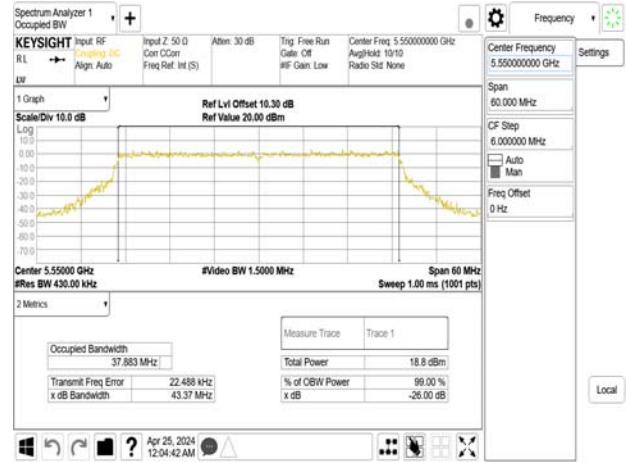 Spectrum Analyzer 1
Occupied BW
+
Frequency
KEYSIGHT
Input: RF
Coupling: DC
Align: Auto
Input Z: 50 Ω
Corr CCorr
Freq Ref: Int (S)
Atten: 30 dB
Trig: Free Run
Gate: Off
#IF Gain: Low
Center Freq: 5.550000000 GHz
Avg|Hold: 10/10
Radio Std: None
RL
LXI
1 Graph
Scale/Div 10.0 dB
Ref Lvl Offset 10.30 dB
Ref Value 20.00 dBm
Log
10.0
0.00
-10.0
-20.0
-30.0
-40.0
-50.0
-60.0
-70.0
Center 5.55000 GHz
#Res BW 430.00 kHz
#Video BW 1.5000 MHz
Span 60 MHz
Sweep 1.00 ms (1001 pts)
2 Metrics
Measure Trace
Trace 1
Occupied Bandwidth
37.883 MHz
Total Power
18.8 dBm
Transmit Freq Error
22.488 kHz
% of OBW Power
99.00 %
x dB Bandwidth
43.37 MHz
x dB
-26.00 dB
?
Apr 25, 2024
12:04:42 AM
Center Frequency
5.550000000 GHz
Settings
Span
60.000 MHz
CF Step
6.000000 MHz
Auto
Man
Freq Offset
0 Hz
Local